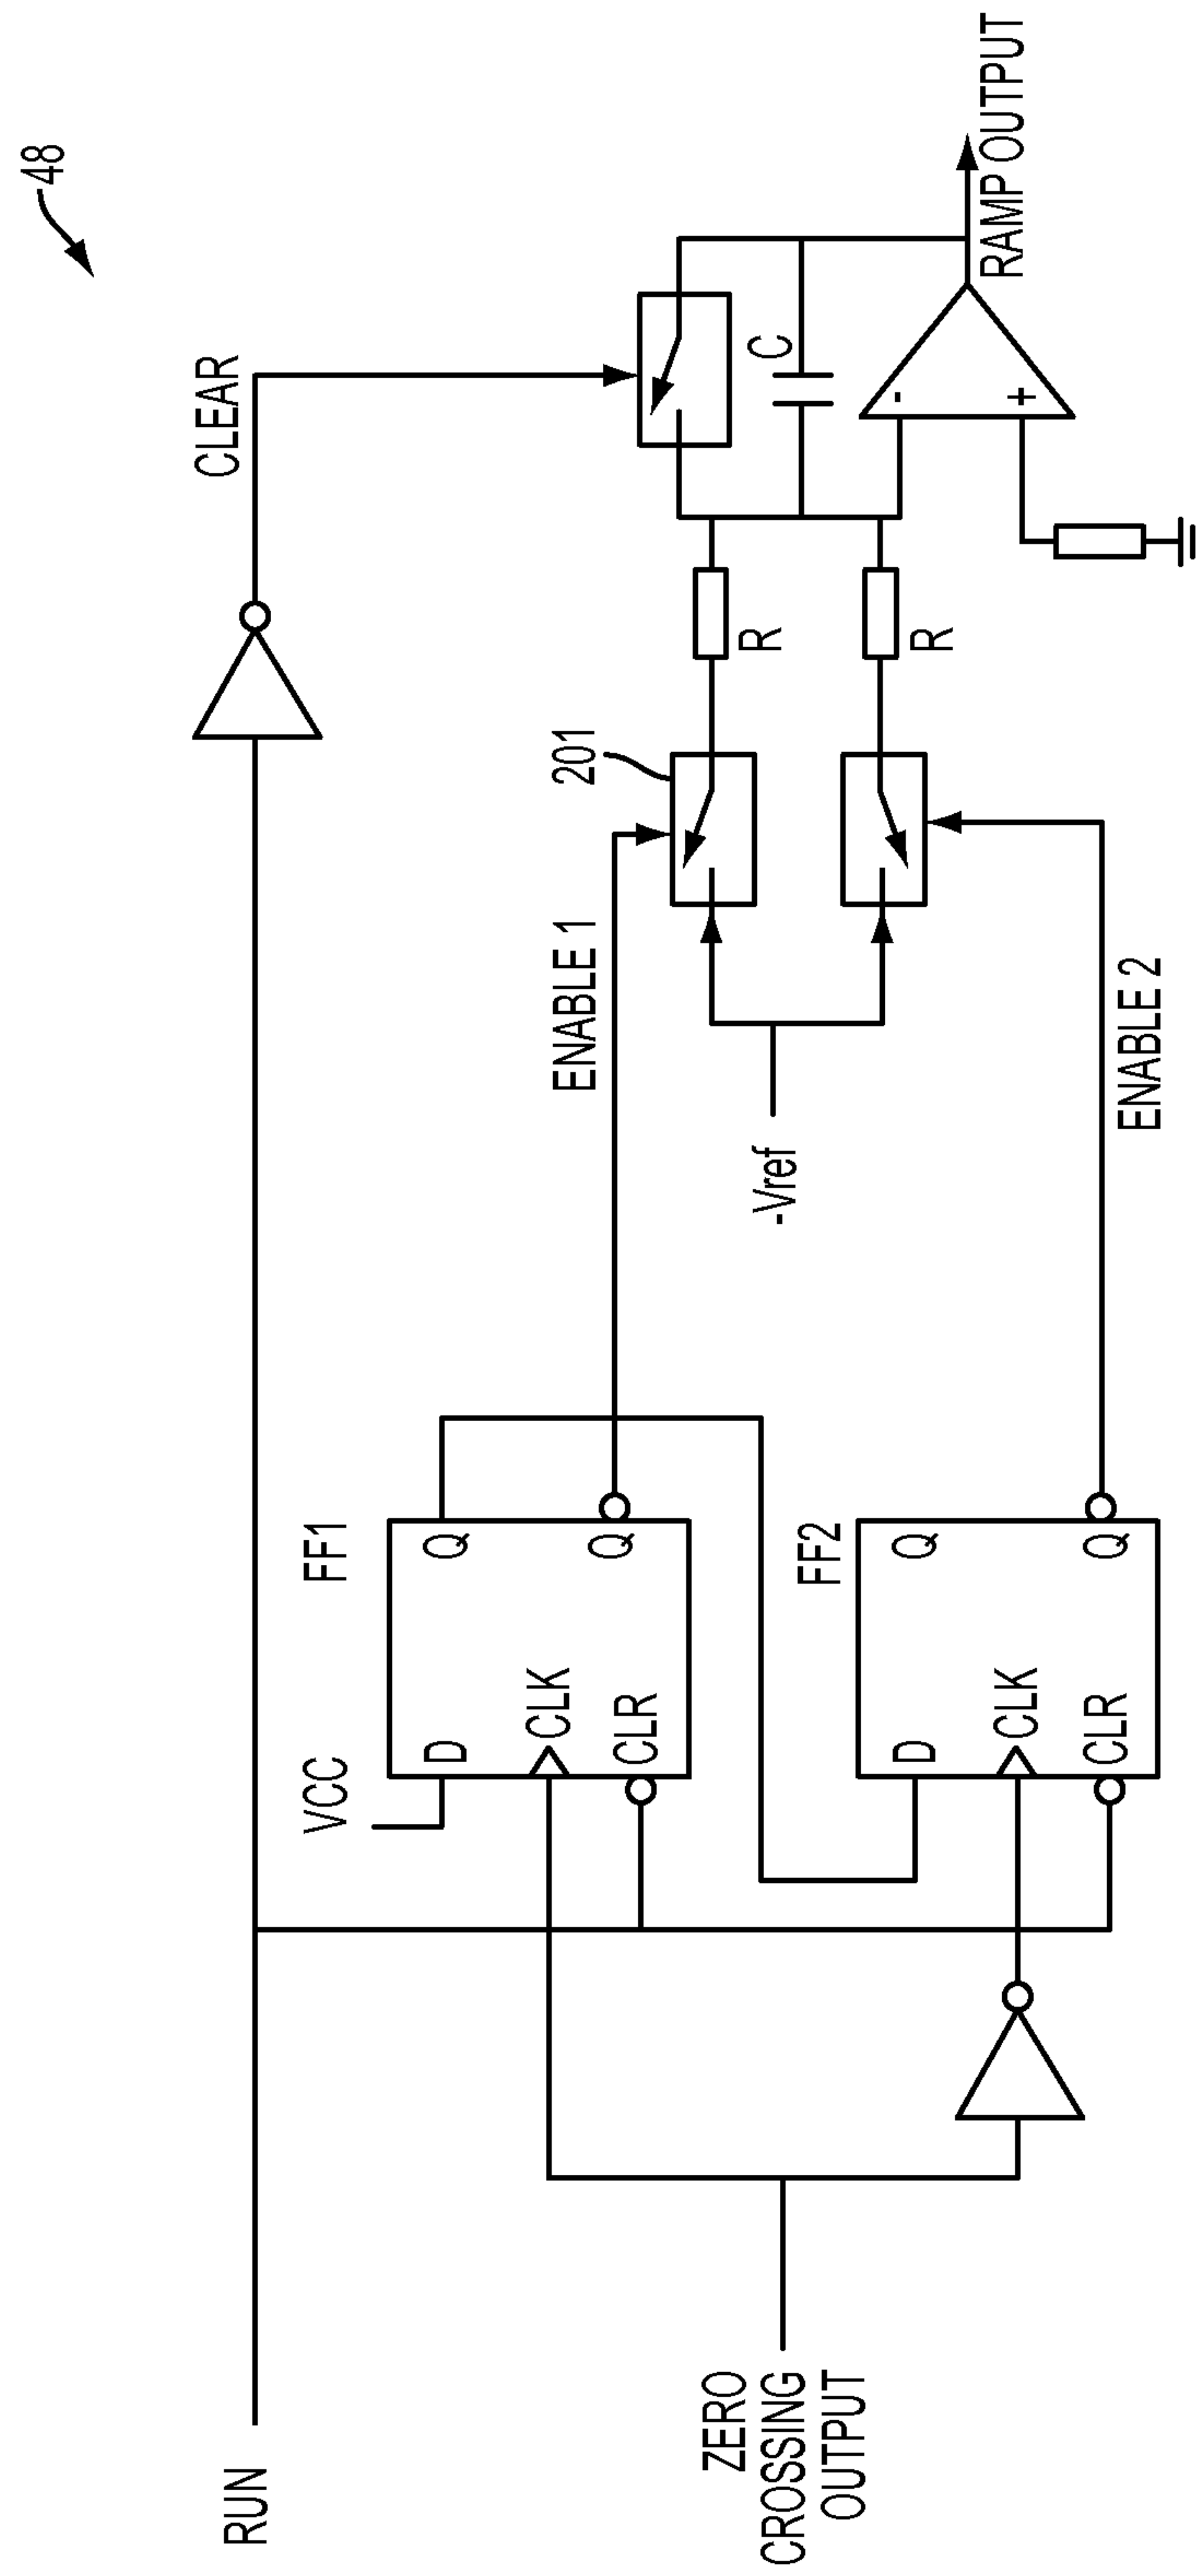 48
RUN
CLEAR
VCC
FF1
D
Q
CLK
CLR
Q
ENABLE 1
201
R
C
-Vref
R
-
+
RAMP OUTPUT
ZERO
CROSSING
OUTPUT
FF2
D
Q
CLK
CLR
Q
ENABLE 2